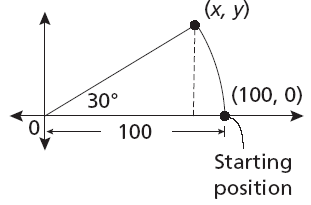 (x, y)
30°
(100, 0)
0
100
Starting
position